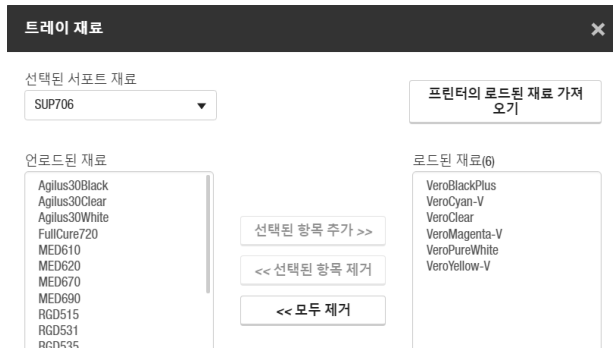 트레이 재료
선택된 서포트 재료
SUP706
프린터의 로드된 재료 가져
오기
언로드된 재료
로드된 재료(6)
Agilus30Black
Agilus30Clear
Agilus30White
FullCure720
MED610
MED620
MED670
MED690
RGD515
RGD531
RGD535
선택된 항목 추가 >>
<< 선택된 항목 제거
<< 모두 제거
VeroBlackPlus
VeroCyan-V
VeroClear
VeroMagenta-V
VeroPureWhite
VeroYellow-V